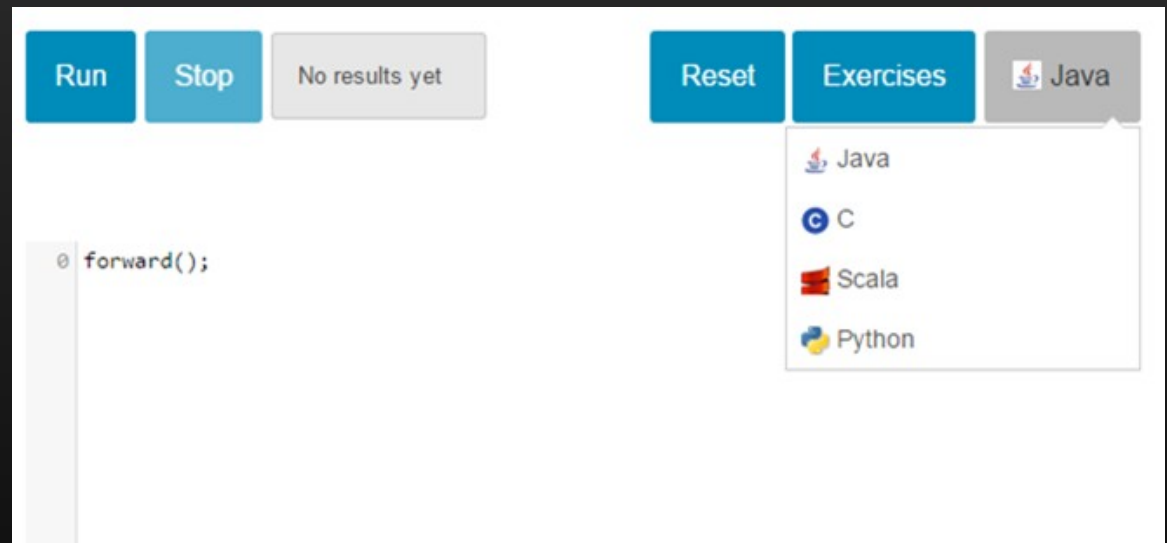 Run Stop No results yet Reset Exercises Java
Java
C
Scala
0 forward();
Python